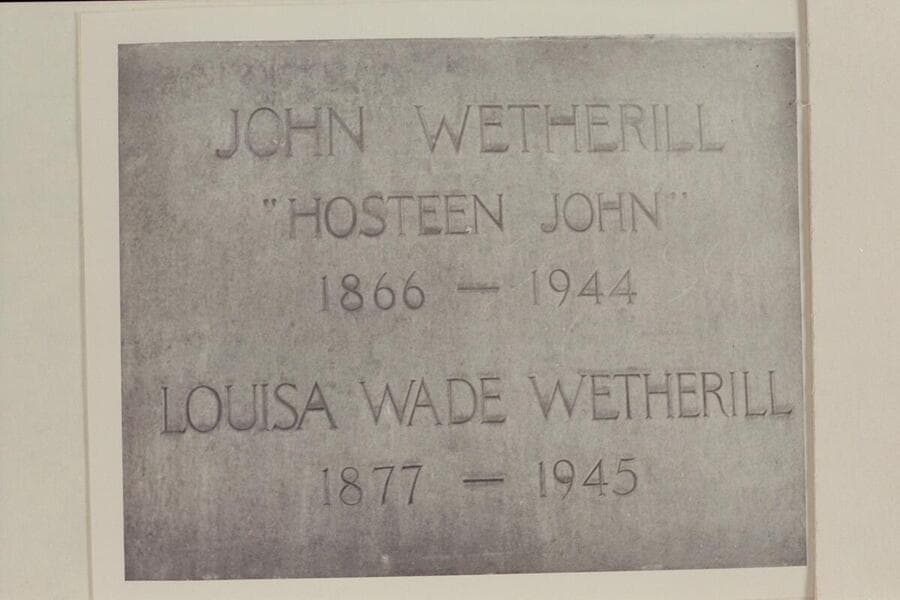 JOHN WETHERILL
"HOSTEEN JOHN"
1866 — 1944
LOUISA WADE WETHERILL
1877 — 1945